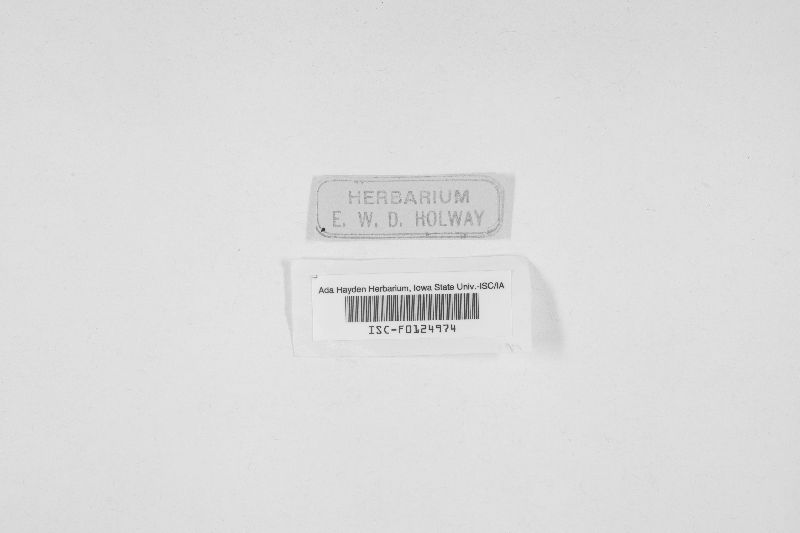 HERBARIUM
E. W. D. HOLWAY
Ada Hayden Herbarium, Iowa State Univ.-ISC/IA
ISC-F0124974